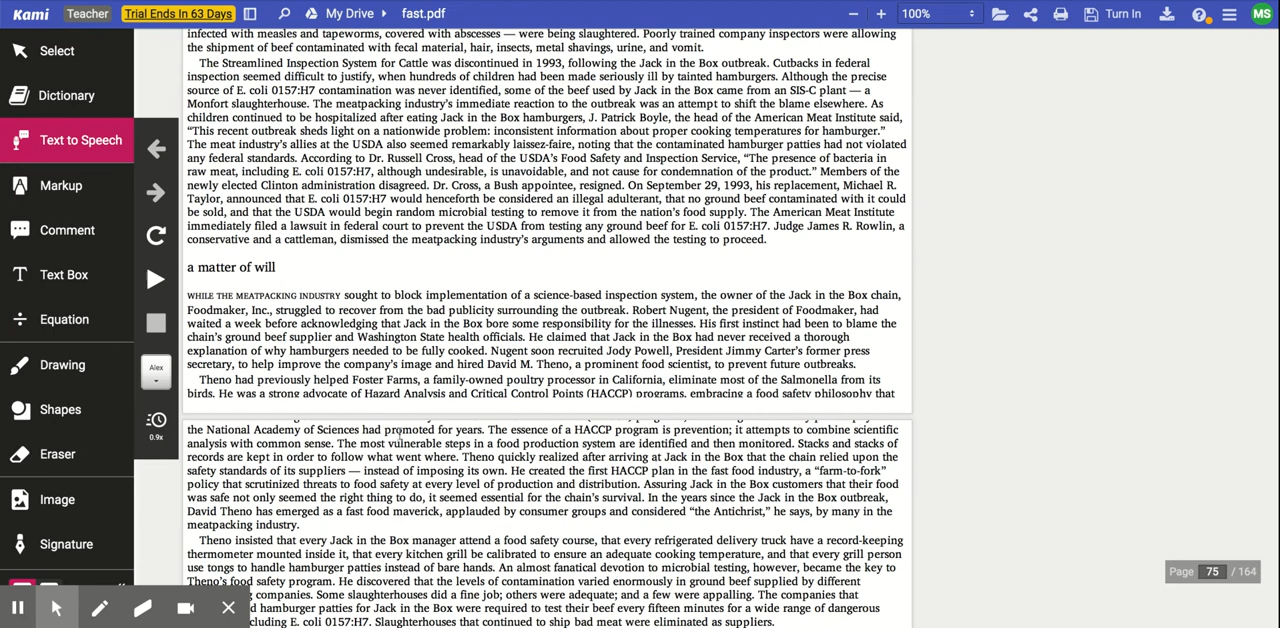 Kami Teacher Trial Ends In 63 Days My Drive fast.pdf 100% Turn In MS
Select
Dictionary
Text to Speech
Markup
Comment
Text Box
Equation
Drawing
Shapes
Eraser
Image
Signature
Alex
0.9x
infected with measles and tapeworms, covered with abscesses — were being slaughtered. Poorly trained company inspectors were allowing
the shipment of beef contaminated with fecal material, hair, insects, metal shavings, urine, and vomit.
The Streamlined Inspection System for Cattle was discontinued in 1993, following the Jack in the Box outbreak. Cutbacks in federal
inspection seemed difficult to justify, when hundreds of children had been made seriously ill by tainted hamburgers. Although the precise
source of E. coli 0157:H7 contamination was never identified, some of the beef used by Jack in the Box came from an SIS-C plant — a
Monfort slaughterhouse. The meatpacking industry's immediate reaction to the outbreak was an attempt to shift the blame elsewhere. As
children continued to be hospitalized after eating Jack in the Box hamburgers, J. Patrick Boyle, the head of the American Meat Institute said,
“This recent outbreak sheds light on a nationwide problem: inconsistent information about proper cooking temperatures for hamburger.”
The meat industry's allies at the USDA also seemed remarkably laissez-faire, noting that the contaminated hamburger patties had not violated
any federal standards. According to Dr. Russell Cross, head of the USDA's Food Safety and Inspection Service, “The presence of bacteria in
raw meat, including E. coli 0157:H7, although undesirable, is unavoidable, and not cause for condemnation of the product.” Members of the
newly elected Clinton administration disagreed. Dr. Cross, a Bush appointee, resigned. On September 29, 1993, his replacement, Michael R.
Taylor, announced that E. coli 0157:H7 would henceforth be considered an illegal adulterant, that no ground beef contaminated with it could
be sold, and that the USDA would begin random microbial testing to remove it from the nation's food supply. The American Meat Institute
immediately filed a lawsuit in federal court to prevent the USDA from testing any ground beef for E. coli 0157:H7. Judge James R. Rowlin, a
conservative and a cattleman, dismissed the meatpacking industry's arguments and allowed the testing to proceed.
a matter of will
WHILE THE MEATPACKING INDUSTRY sought to block implementation of a science-based inspection system, the owner of the Jack in the Box chain,
Foodmaker, Inc., struggled to recover from the bad publicity surrounding the outbreak. Robert Nugent, the president of Foodmaker, had
waited a week before acknowledging that Jack in the Box bore some responsibility for the illnesses. His first instinct had been to blame the
chain's ground beef supplier and Washington State health officials. He claimed that Jack in the Box had never received a thorough
explanation of why hamburgers needed to be fully cooked. Nugent soon recruited Jody Powell, President Jimmy Carter's former press
secretary, to help improve the company's image and hired David M. Theno, a prominent food scientist, to prevent future outbreaks.
Theno had previously helped Foster Farms, a family-owned poultry processor in California, eliminate most of the Salmonella from its
birds. He was a strong advocate of Hazard Analysis and Critical Control Points (HACCP) programs, embracing a food safety philosophy that
the National Academy of Sciences had promoted for years. The essence of a HACCP program is prevention; it attempts to combine scientific
analysis with common sense. The most vulnerable steps in a food production system are identified and then monitored. Stacks and stacks of
records are kept in order to follow what went where. Theno quickly realized after arriving at Jack in the Box that the chain relied upon the
safety standards of its suppliers — instead of imposing its own. He created the first HACCP plan in the fast food industry, a “farm-to-fork”
policy that scrutinized threats to food safety at every level of production and distribution. Assuring Jack in the Box customers that their food
was safe not only seemed the right thing to do, it seemed essential for the chain's survival. In the years since the Jack in the Box outbreak,
David Theno has emerged as a fast food maverick, applauded by consumer groups and considered “the Antichrist,” he says, by many in the
meatpacking industry.
Theno insisted that every Jack in the Box manager attend a food safety course, that every refrigerated delivery truck have a record-keeping
thermometer mounted inside it, that every kitchen grill be calibrated to ensure an adequate cooking temperature, and that every grill person
use tongs to handle hamburger patties instead of bare hands. An almost fanatical devotion to microbial testing, however, became the key to
Theno's food safety program. He discovered that the levels of contamination varied enormously in ground beef supplied by different
companies. Some slaughterhouses did a fine job; others were adequate; and a few were appalling. The companies that
hamburger patties for Jack in the Box were required to test their beef every fifteen minutes for a wide range of dangerous
E. coli 0157:H7. Slaughterhouses that continued to ship bad meat were eliminated as suppliers.
Page 75 / 164